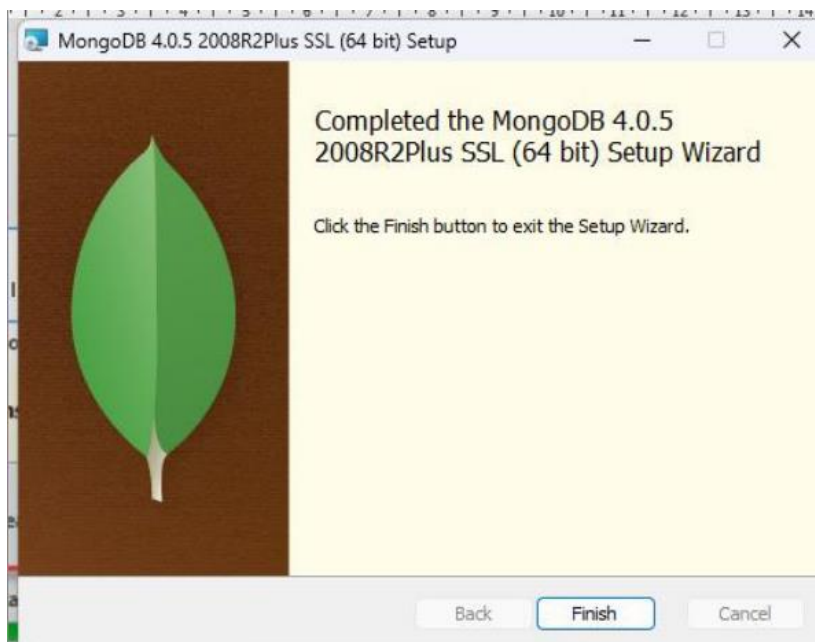 MongoDB 4.0.5 2008R2Plus SSL (64 bit) Setup
Completed the MongoDB 4.0.5
2008R2Plus SSL (64 bit) Setup Wizard
Click the Finish button to exit the Setup Wizard.
Back Finish Cancel